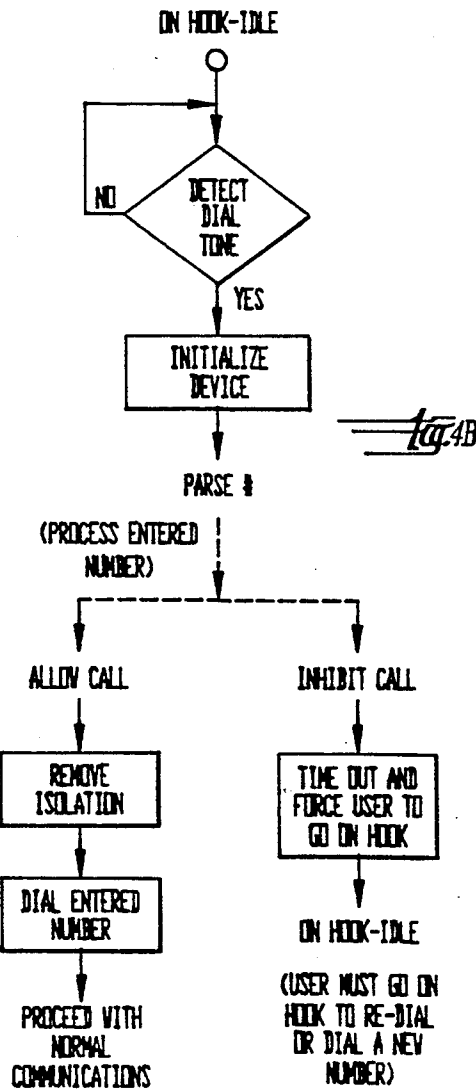 ON HOOK-IDLE
NO
DETECT
DIAL
TONE
YES
INITIALIZE
DEVICE
Fig. 4B
PARSE #
(PROCESS ENTERED
NUMBER)
ALLOW CALL
INHIBIT CALL
REMOVE
ISOLATION
TIME OUT AND
FORCE USER TO
GO ON HOOK
DIAL ENTERED
NUMBER
ON HOOK-IDLE
PROCEED WITH
NORMAL
COMMUNICATIONS
(USER MUST GO ON
HOOK TO RE-DIAL
OR DIAL A NEW
NUMBER)